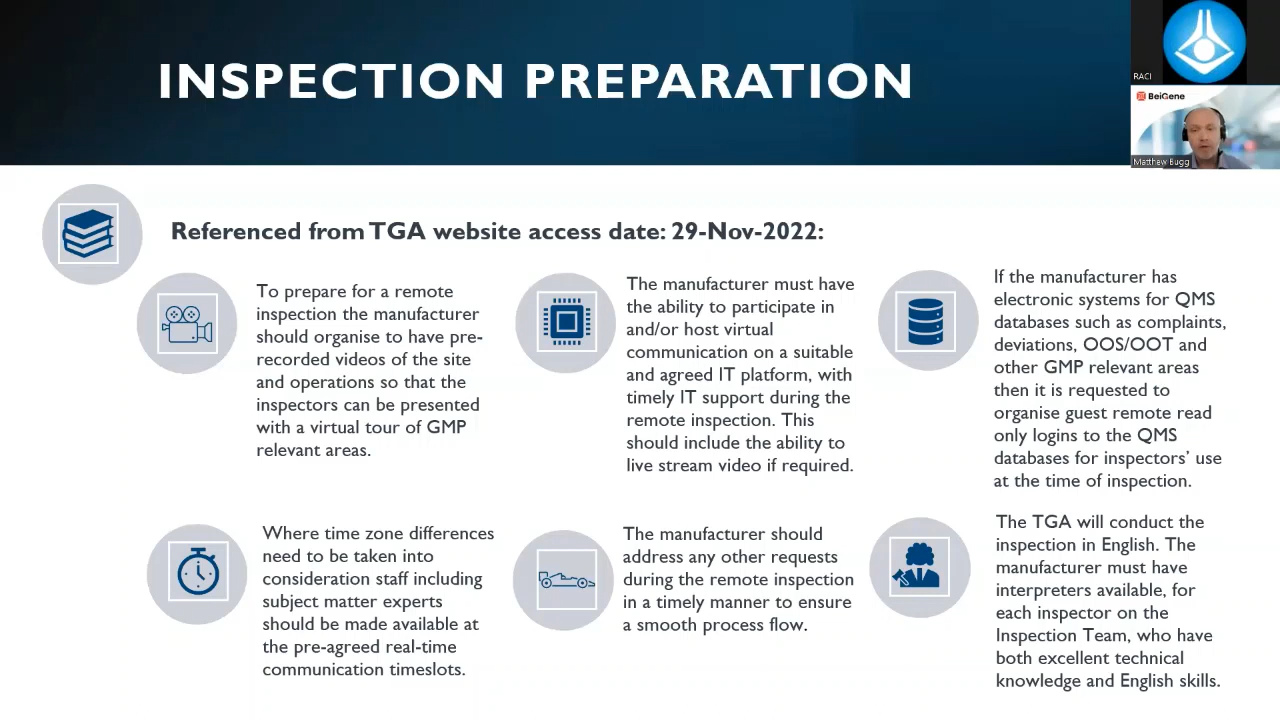 INSPECTION PREPARATION
RACI
BeiGene
Matthew Bugg
Referenced from TGA website access date: 29-Nov-2022:
To prepare for a remote
inspection the manufacturer
should organise to have pre-
recorded videos of the site
and operations so that the
inspectors can be presented
with a virtual tour of GMP
relevant areas.
The manufacturer must have
the ability to participate in
and/or host virtual
communication on a suitable
and agreed IT platform, with
timely IT support during the
remote inspection. This
should include the ability to
live stream video if required.
If the manufacturer has
electronic systems for QMS
databases such as complaints,
deviations, OOS/OOT and
other GMP relevant areas
then it is requested to
organise guest remote read
only logins to the QMS
databases for inspectors’ use
at the time of inspection.
Where time zone differences
need to be taken into
consideration staff including
subject matter experts
should be made available at
the pre-agreed real-time
communication timeslots.
The manufacturer should
address any other requests
during the remote inspection
in a timely manner to ensure
a smooth process flow.
The TGA will conduct the
inspection in English. The
manufacturer must have
interpreters available, for
each inspector on the
Inspection Team, who have
both excellent technical
knowledge and English skills.